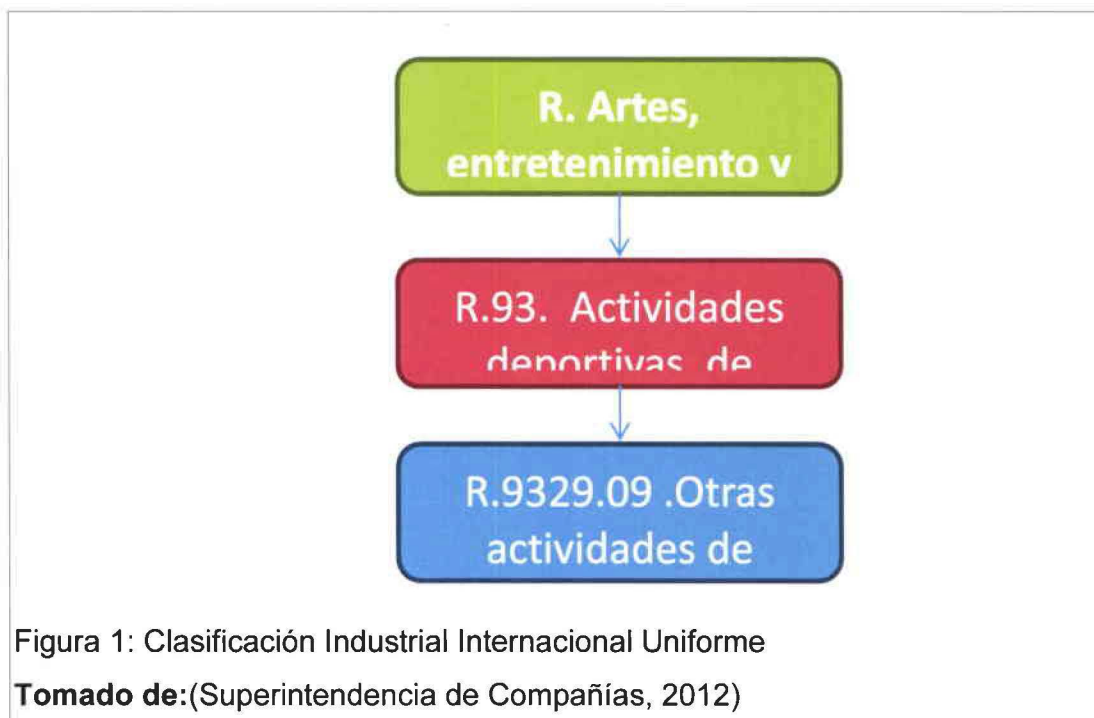 R. Artes,
entretenimiento y
R.93.  Actividades
deportivas  de
R.9329.09 .Otras
actividades de
Figura 1: Clasificación Industrial Internacional Uniforme
Tomado de:(Superintendencia de Compañías, 2012)